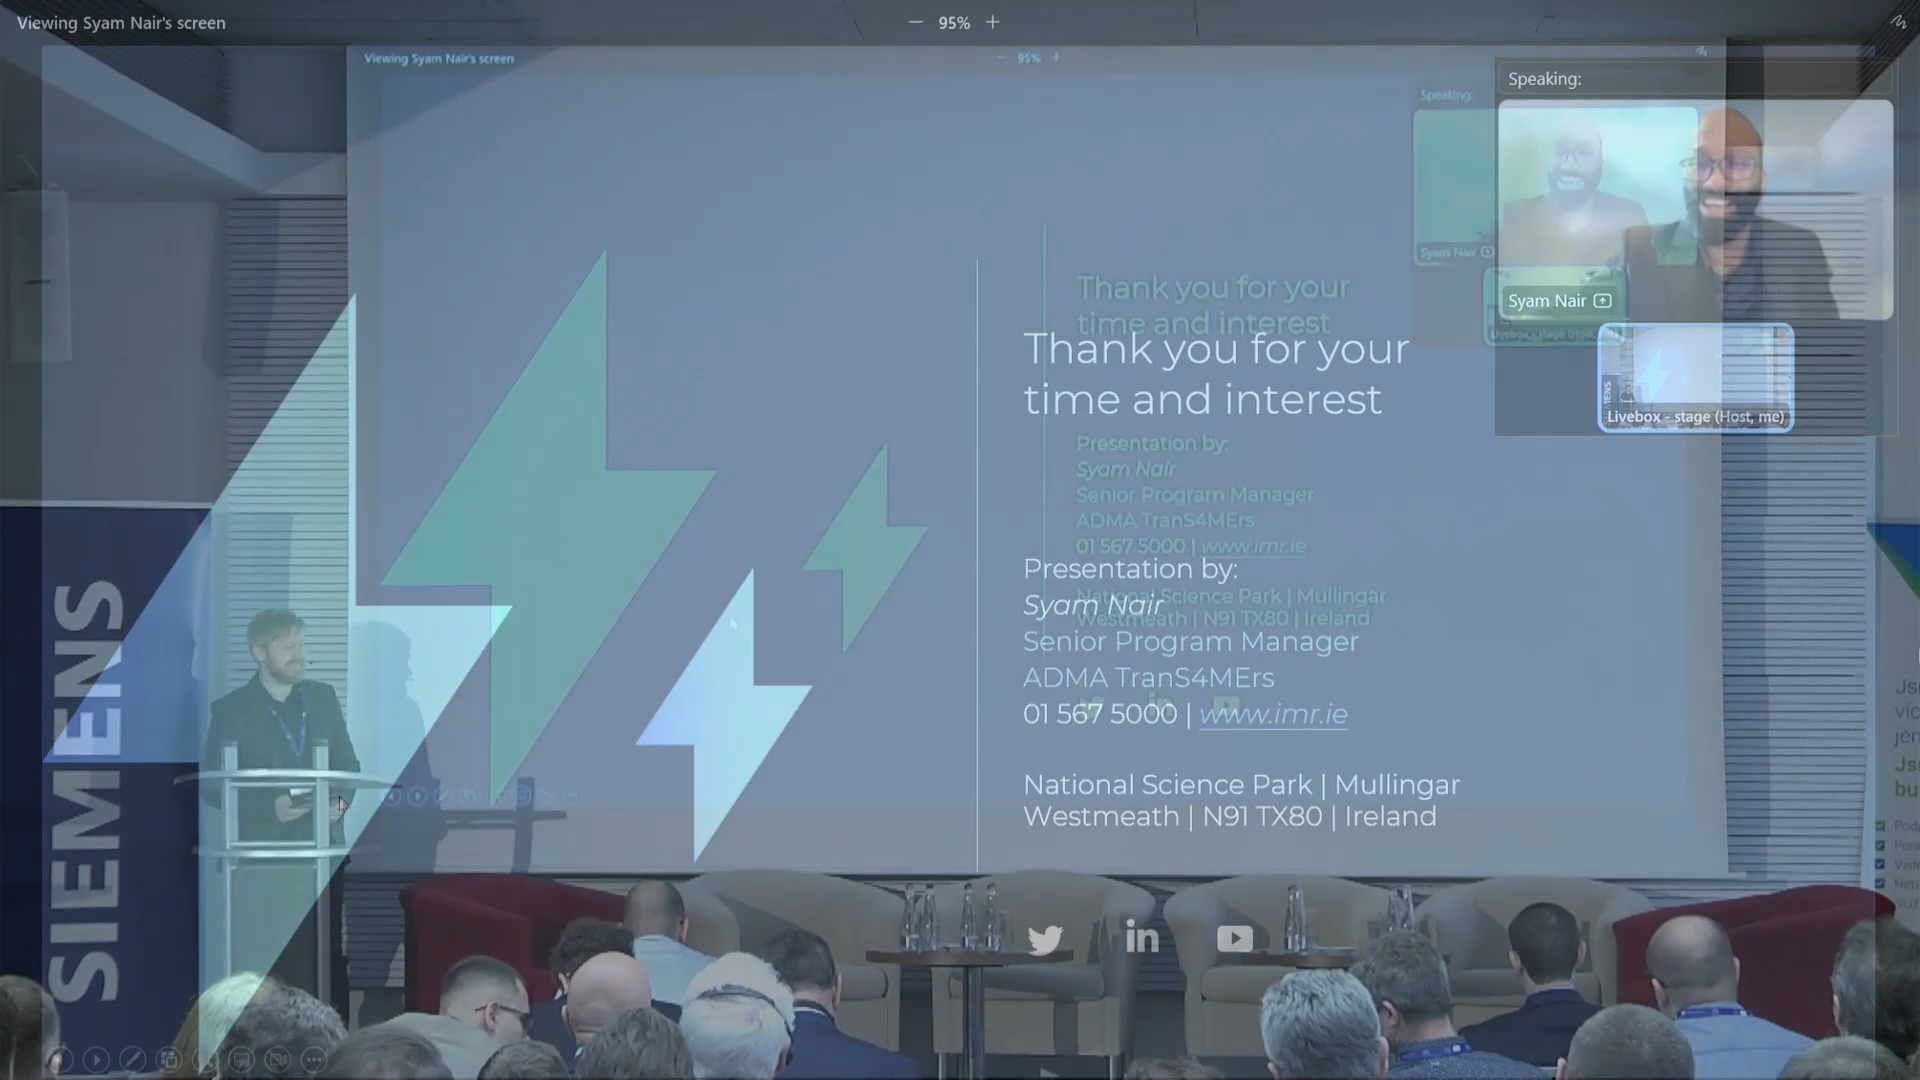 Viewing Syam Nair's screen
95%
Viewing Syam Nair's screen
95%
Speaking:
Speaking:
Syam Nair
Syam Nair
Livebox - stage (Host, me)
Thank you for your
time and interest
Thank you for your
time and interest
Presentation by:
Syam Nair
Senior Program Manager
ADMA TranS4MErs
01 567 5000 | www.imr.ie
National Science Park | Mullingar
Westmeath | N91 TX80 | Ireland
Presentation by:
Syam Nair
Senior Program Manager
ADMA TranS4MErs
01 567 5000 | www.imr.ie
National Science Park | Mullingar
Westmeath | N91 TX80 | Ireland
in
SIEMENS